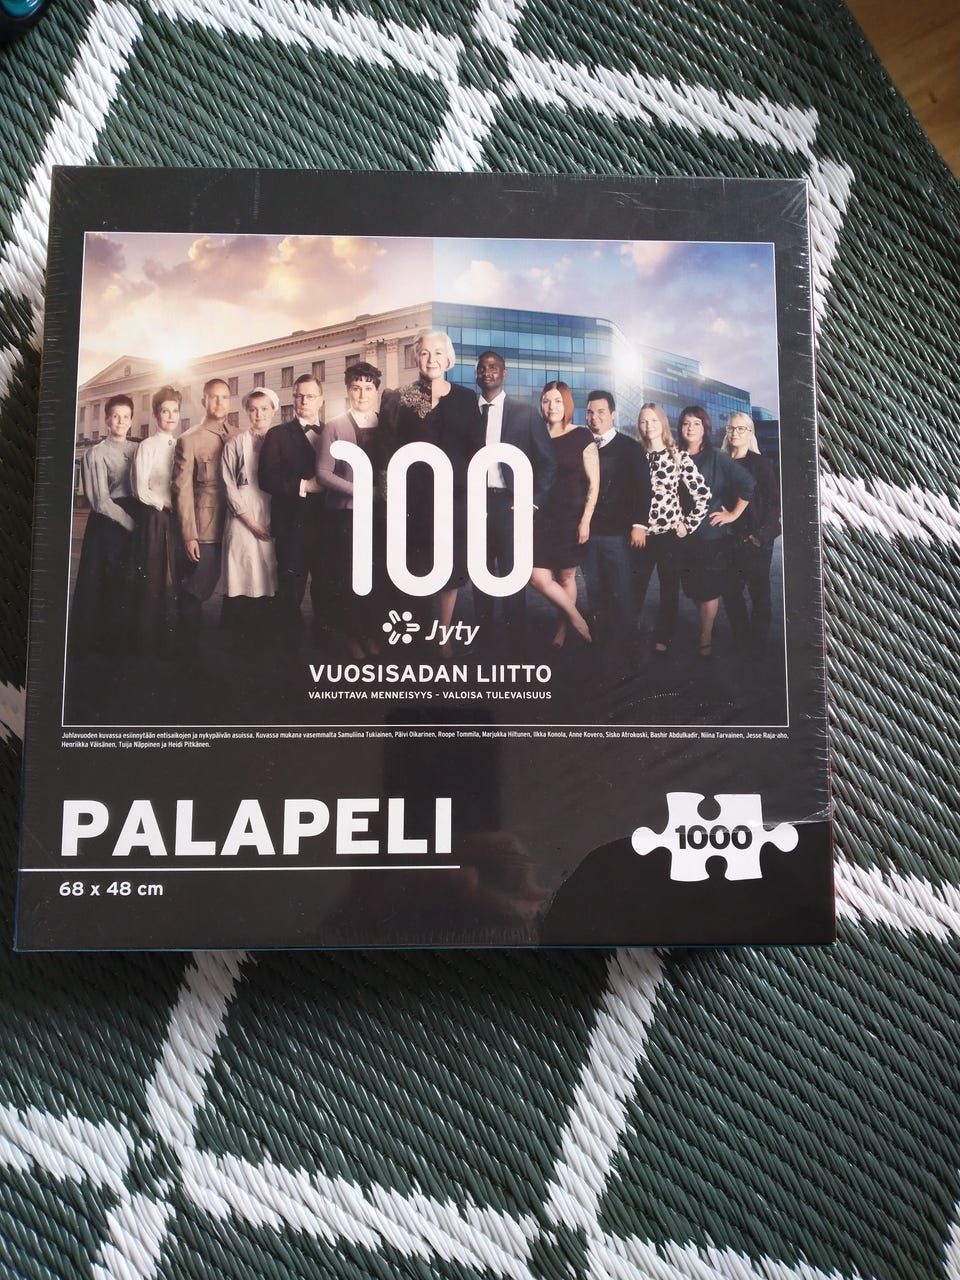 100
Jyty
VUOSISADAN LIITTO
VAIKUTTAVA MENNEISYYS - VALOISA TULEVAISUUS
Juhlavuoden kuvassa esiinnytään entisaikojen ja nykypäivän asuissa. Kuvassa mukana vasemmalta Samuliina Tukiainen, Päivi Oikarinen, Roope Tommila, Marjukka Hiltunen, Ilkka Konola, Anne Kovero, Sisko Afrokoski, Bashir Abdulkadir, Niina Tarvainen, Jesse Raja-aho,
Henriikka Väisänen, Tuija Näppinen ja Heidi Pitkänen.
PALAPELI
1000
68 x 48 cm